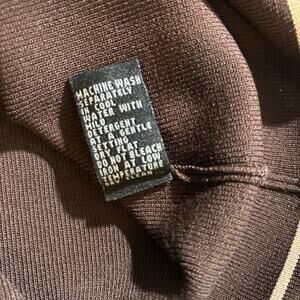 MACHINE WASH
SEPARATELY
IN COOL
WATER WITH
MILD
DETERGENT
AT A GENTLE
SETTING
DRY FLAT
DO NOT BLEACH
IRON AT LOW
TEMPERATURE